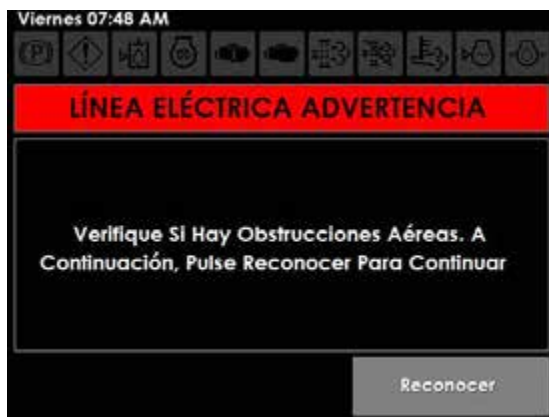 Viernes 07:48 AM
LÍNEA ELÉCTRICA ADVERTENCIA
Verifique Si Hay Obstrucciones Aéreas. A
Continuación, Pulse Reconocer Para Continuar
Reconocer